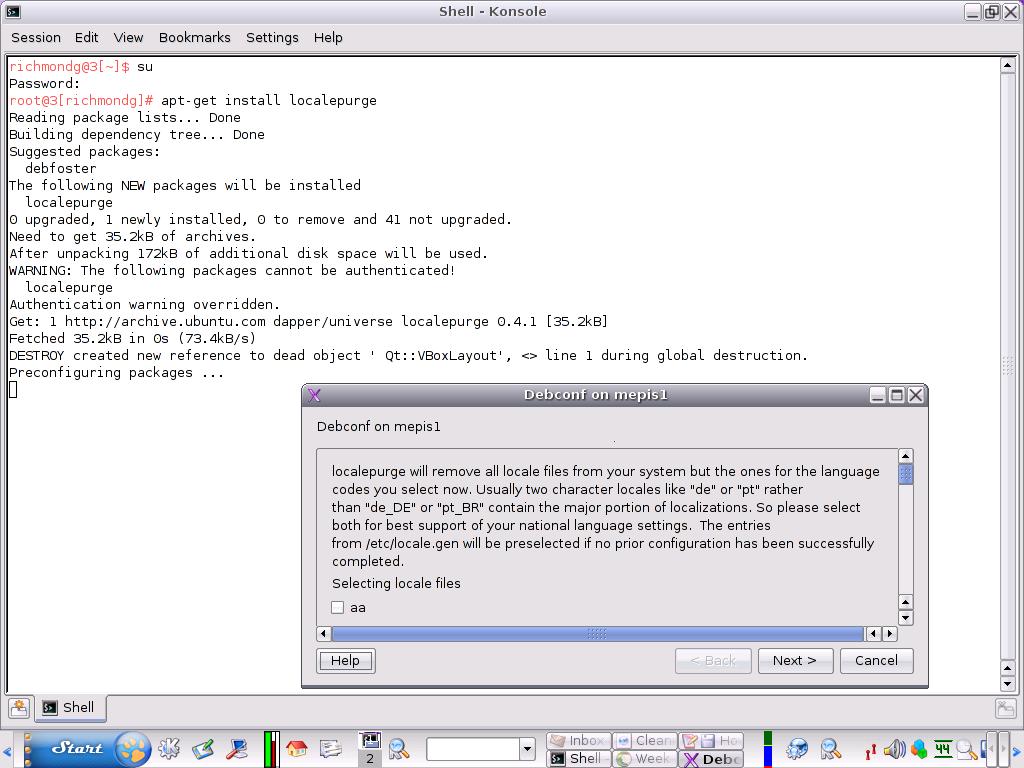 Shell - Konsole
Session Edit View Bookmarks Settings Help
richmondg@3[~]$ su
Password:
root@3[richmondg]# apt-get install localepurge
Reading package lists... Done
Building dependency tree... Done
Suggested packages:
debfoster
The following NEW packages will be installed
localepurge
0 upgraded, 1 newly installed, 0 to remove and 41 not upgraded.
Need to get 35.2kB of archives.
After unpacking 172kB of additional disk space will be used.
WARNING: The following packages cannot be authenticated!
localepurge
Authentication warning overridden.
Get: 1 http://archive.ubuntu.com dapper/universe localepurge 0.4.1 [35.2kB]
Fetched 35.2kB in 0s (73.4kB/s)
DESTROY created new reference to dead object ' Qt::VBoxLayout', <> line 1 during global destruction.
Preconfiguring packages ...
Debconf on mepis1
Debconf on mepis1
localepurge will remove all locale files from your system but the ones for the language
codes you select now. Usually two character locales like "de" or "pt" rather
than "de_DE" or "pt_BR" contain the major portion of localizations. So please select
both for best support of your national language settings. The entries
from /etc/locale.gen will be preselected if no prior configuration has been successfully
completed.
Selecting locale files
aa
Help < Back Next > Cancel
Shell
Start 2 Inbox Clean Ho 44
Shell Week Debc